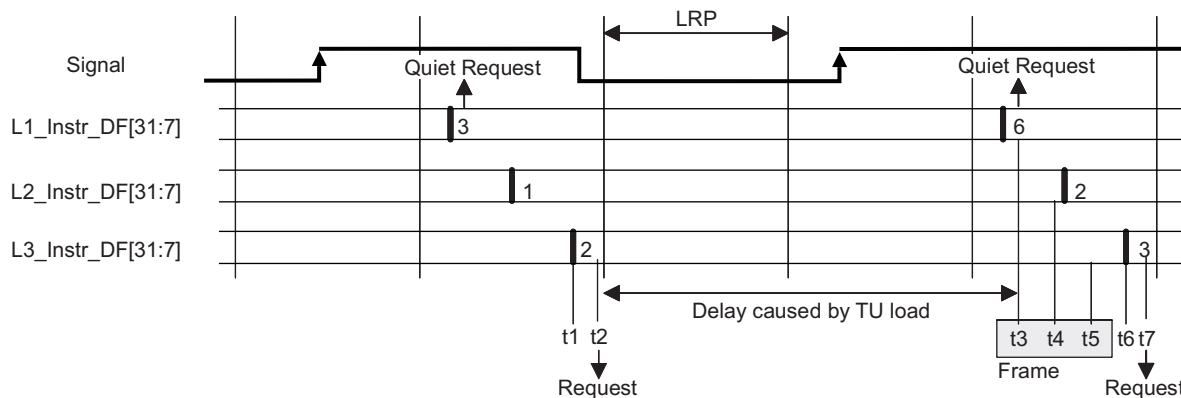 LRP
Signal
Quiet Request Quiet Request
L1_Instr_DF[31:7] 3 6
L2_Instr_DF[31:7] 1 2
L3_Instr_DF[31:7] 2 3
Delay caused by TU load
t1 t2 t3 t4 t5 t6 t7
Frame
Request Request